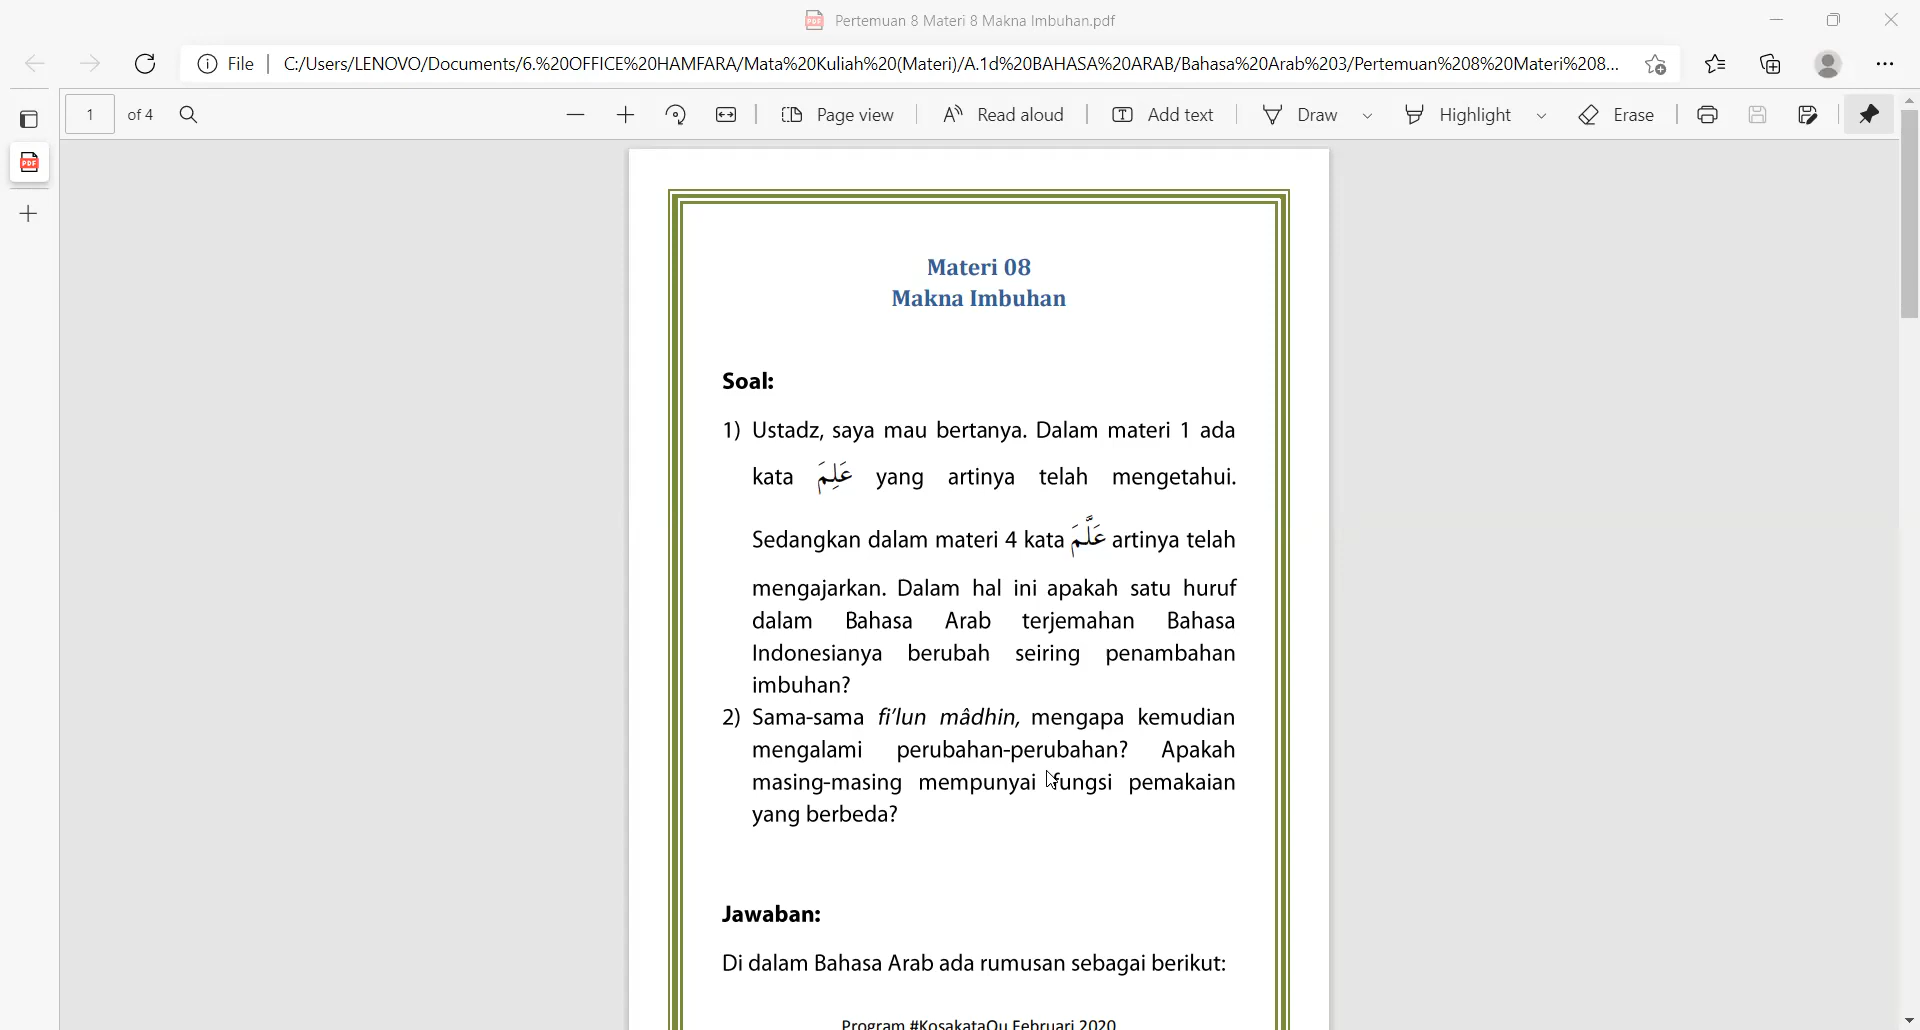 Pertemuan 8 Materi 8 Makna Imbuhan.pdf
File C:/Users/LENOVO/Documents/6.%20OFFICE%20HAMFARA/Mata%20Kuliah%20(Materi)/A.1d%20BAHASA%20ARAB/Bahasa%20Arab%203/Pertemuan%208%20Materi%208...
1 of 4 Page view Read aloud Add text Draw Highlight Erase
Materi 08
Makna Imbuhan
Soal:
1) Ustadz, saya mau bertanya. Dalam materi 1 ada
kata عَلِمَ yang artinya telah mengetahui.
Sedangkan dalam materi 4 kata عَلَّمَ artinya telah
mengajarkan. Dalam hal ini apakah satu huruf
dalam Bahasa Arab terjemahan Bahasa
Indonesianya berubah seiring penambahan
imbuhan?
2) Sama-sama fi'lun mâdhin, mengapa kemudian
mengalami perubahan-perubahan? Apakah
masing-masing mempunyai fungsi pemakaian
yang berbeda?
Jawaban:
Di dalam Bahasa Arab ada rumusan sebagai berikut:
Program #KosakataQu Februari 2020